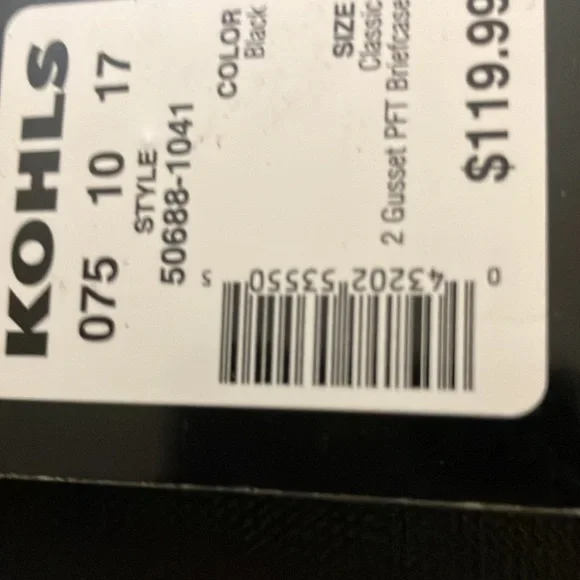 KOHLS
075 10 17
STYLE
50688-1041
COLOR
Black
SIZE
Classic
2 Gusset PFT Briefcase
$119.99
0 43202 53550 5